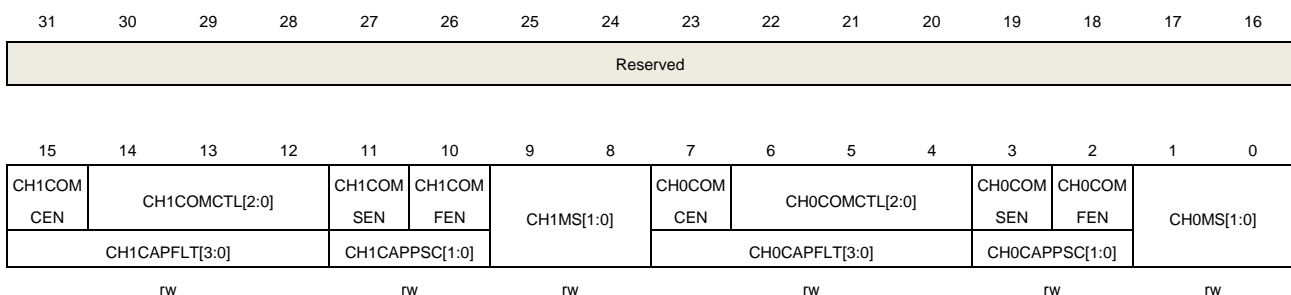 31 30 29 28 27 26 25 24 23 22 21 20 19 18 17 16
Reserved
15 14 13 12 11 10 9 8 7 6 5 4 3 2 1 0
CH1COM CEN CH1COMCTL[2:0] CH1COM SEN CH1COM FEN CH1MS[1:0] CH0COM CEN CH0COMCTL[2:0] CH0COM SEN CH0COM FEN CH0MS[1:0]
CH1CAPFLT[3:0] CH1CAPPSC[1:0] CH0CAPFLT[3:0] CH0CAPPSC[1:0]
rw rw rw rw rw rw